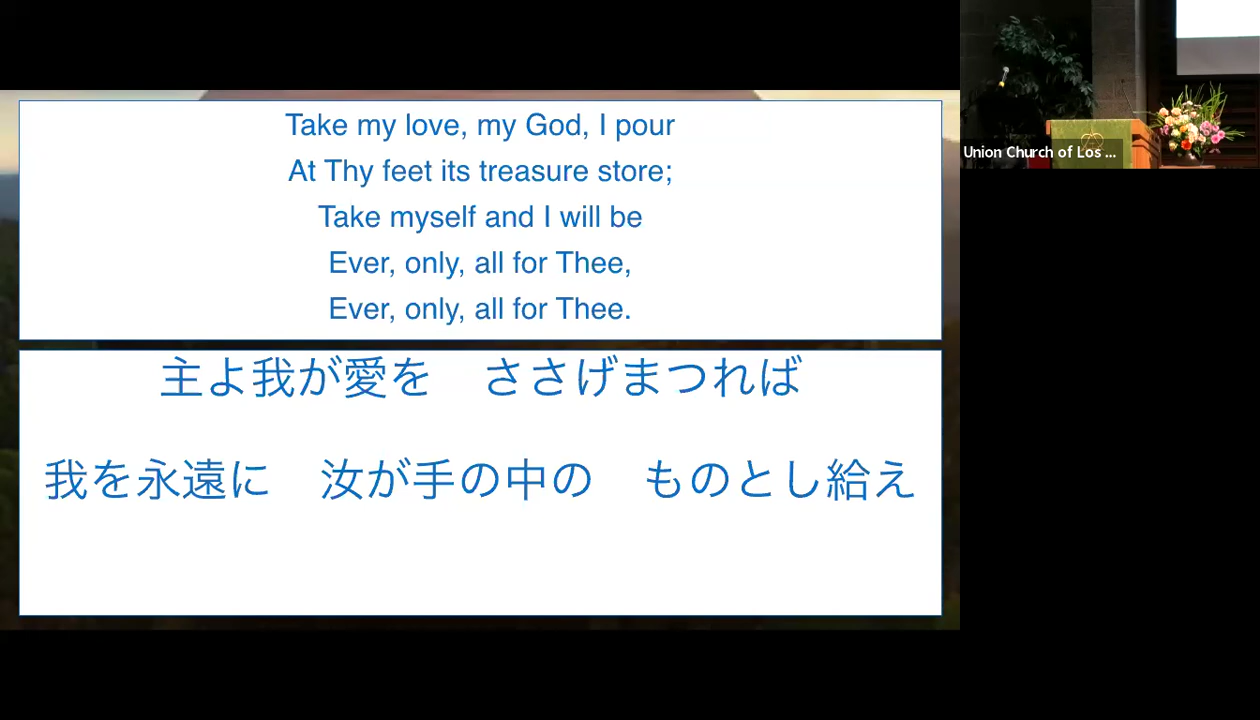 Take my love, my God, I pour
At Thy feet its treasure store;
Take myself and I will be
Ever, only, all for Thee,
Ever, only, all for Thee.
主よ我が愛を　ささげまつれば
我を永遠に　汝が手の中の　ものとし給え
Union Church of Los ...